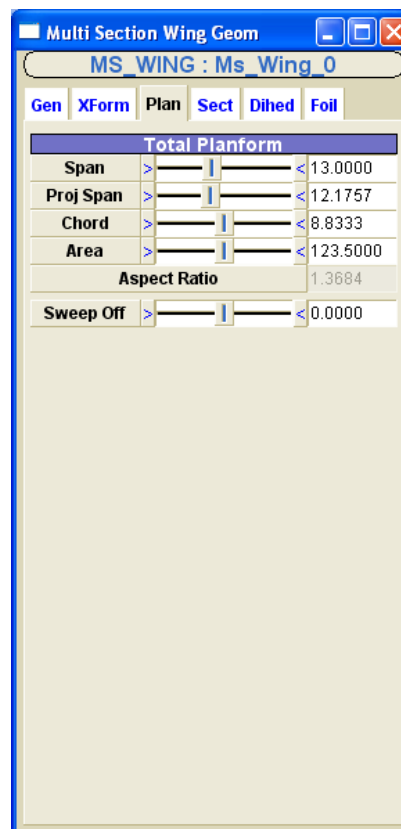 Multi Section Wing Geom
MS_WING : Ms_Wing_0
Gen XForm Plan Sect Dihed Foil
Total Planform
Span > < 13.0000
Proj Span > < 12.1757
Chord > < 8.8333
Area > < 123.5000
Aspect Ratio 1.3684
Sweep Off > < 0.0000